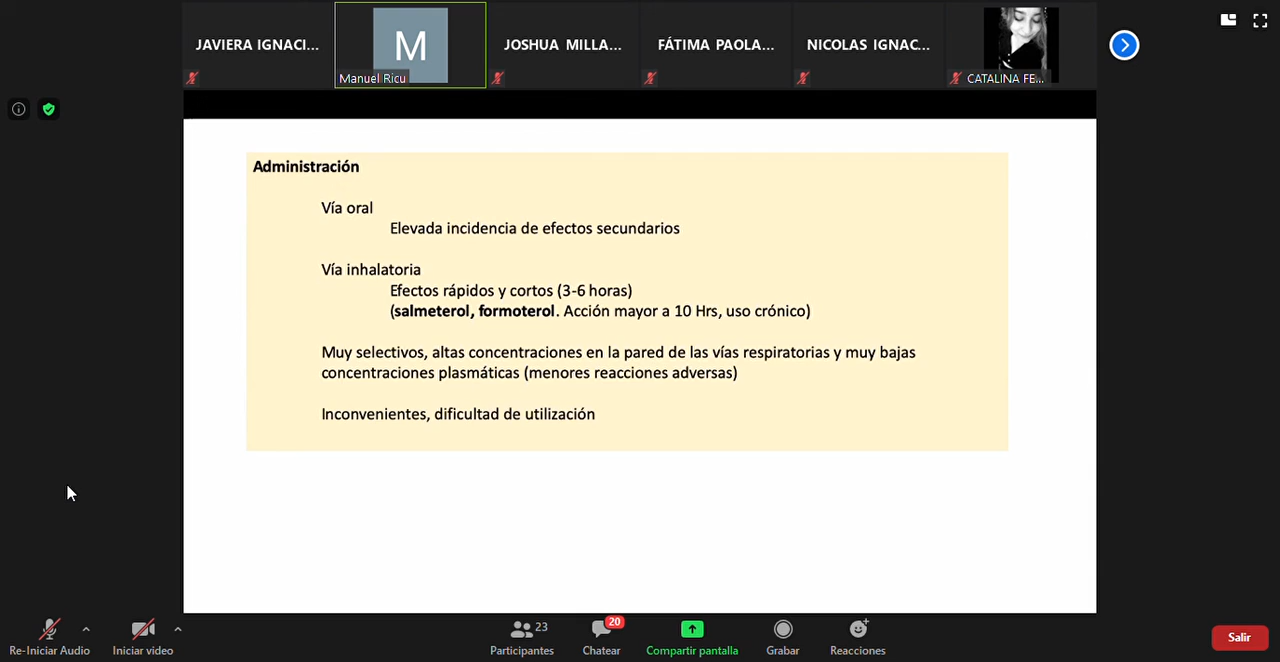 JAVIERA IGNACI...
M
Manuel Ricu
JOSHUA MILLA...
FÁTIMA PAOLA...
NICOLAS IGNAC...
CATALINA FE...
Administración
Vía oral
Elevada incidencia de efectos secundarios
Vía inhalatoria
Efectos rápidos y cortos (3-6 horas)
(salmeterol, formoterol. Acción mayor a 10 Hrs, uso crónico)
Muy selectivos, altas concentraciones en la pared de las vías respiratorias y muy bajas
concentraciones plasmáticas (menores reacciones adversas)
Inconvenientes, dificultad de utilización
Re-Iniciar Audio
Iniciar video
23
Participantes
20
Chatear
Compartir pantalla
Grabar
Reacciones
Salir